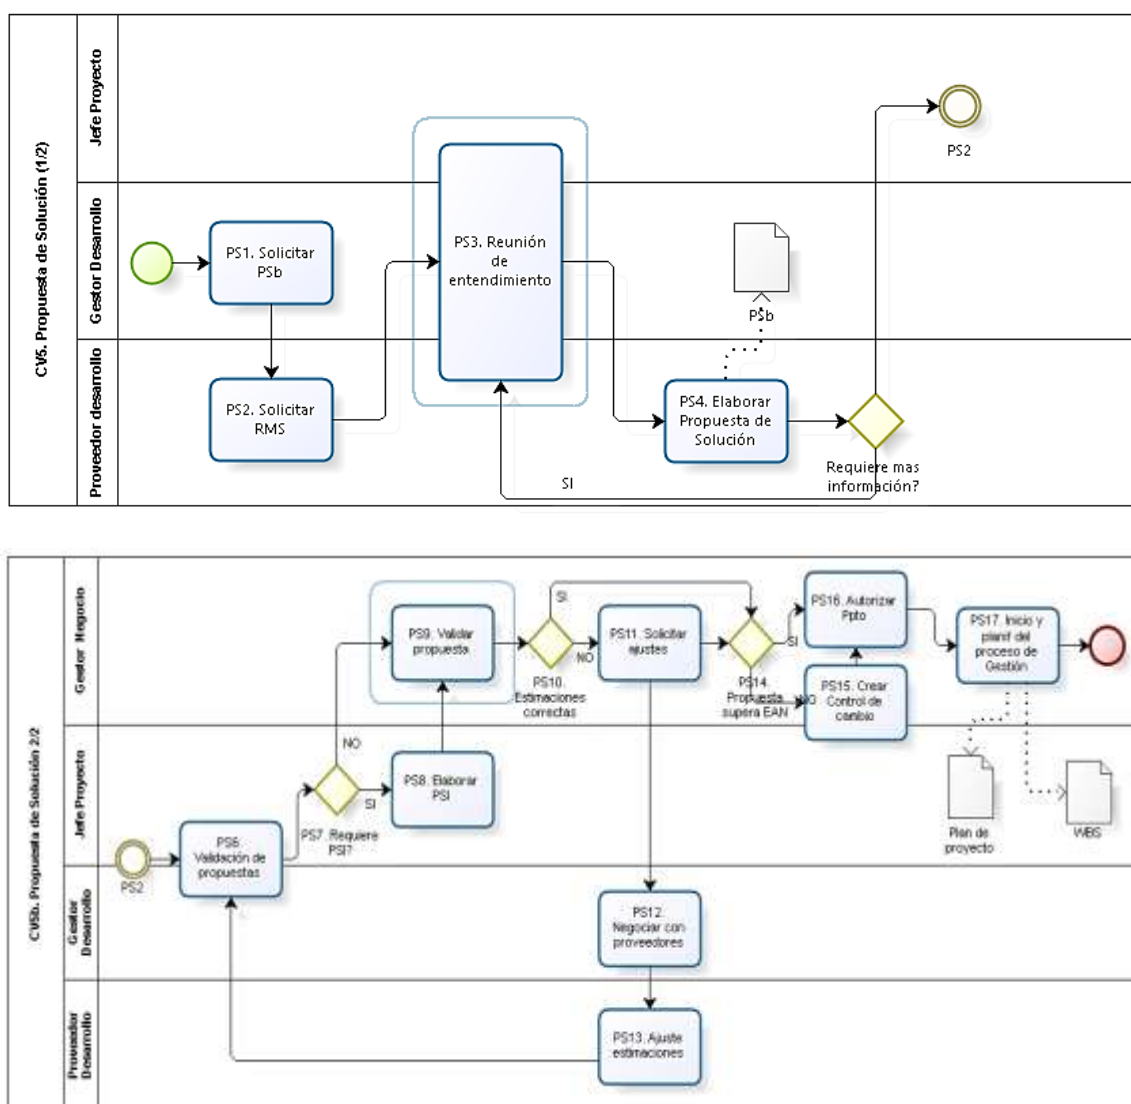 CV5. Propuesta de Solución (1/2)
Jefe Proyecto
PS2
Gestor Desarrollo
PS1. Solicitar
PSb
PS3. Reunión
de
entendimiento
PSb
Proveedor desarrollo
PS2. Solicitar
RMS
PS4. Elaborar
Propuesta de
Solución
Requiere mas
información?
SI
CV5b. Propuesta de Solución 2/2
Gestor Negocio
PS9. Validar
propuesta
SI
NO
PS10.
Estimaciones
correctas
PS11. Solicitar
ajustes
PS14.
Propuesta
supera EAN
SI
NO
PS16. Autorizar
Ppto
PS15. Crear
Control de
cambio
PS17. Inicio y
planif del
proceso de
Gestión
Jefe Proyecto
PS2
PS6.
Validación de
propuestas
NO
PS7. Requiere
PSI?
SI
PS8. Elaborar
PSI
Plan de
proyecto
WBS
Gestor
Desarrollo
PS12.
Negociar con
proveedores
Proveedor
Desarrollo
PS13. Ajuste
estimaciones